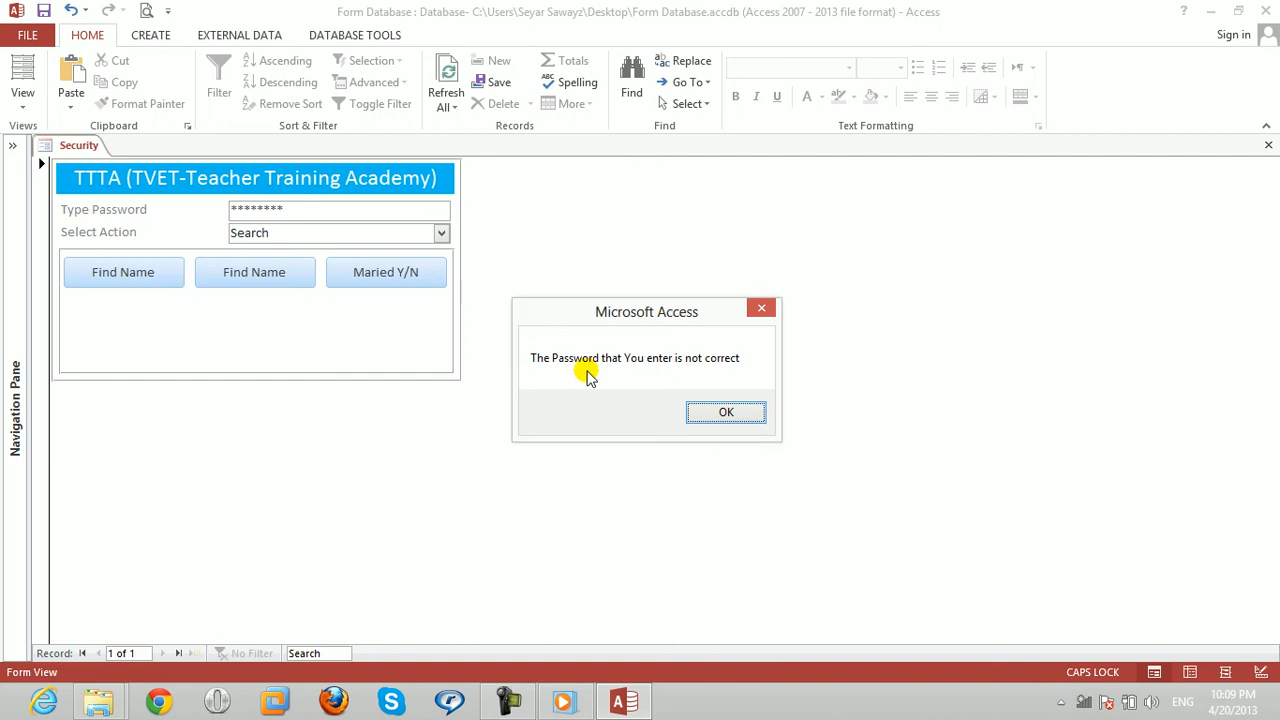 Form Database : Database- C:\Users\Seyar Sawayz\Desktop\Form Database.accdb (Access 2007 - 2013 file format) - Access
FILE HOME CREATE EXTERNAL DATA DATABASE TOOLS Sign in
View
Views
Paste
Cut
Copy
Format Painter
Clipboard
Filter
Ascending
Descending
Remove Sort
Selection
Advanced
Toggle Filter
Sort & Filter
Refresh
All
New
Save
Delete
Totals
Spelling
More
Records
Find
Replace
Go To
Select
Find
B I U A
Text Formatting
Security
Navigation Pane
TTTA (TVET-Teacher Training Academy)
Type Password ********
Select Action Search
Find Name Find Name Maried Y/N
Microsoft Access
The Password that You enter is not correct
OK
Record: 1 of 1 No Filter Search
Form View CAPS LOCK
ENG
10:09 PM
4/20/2013